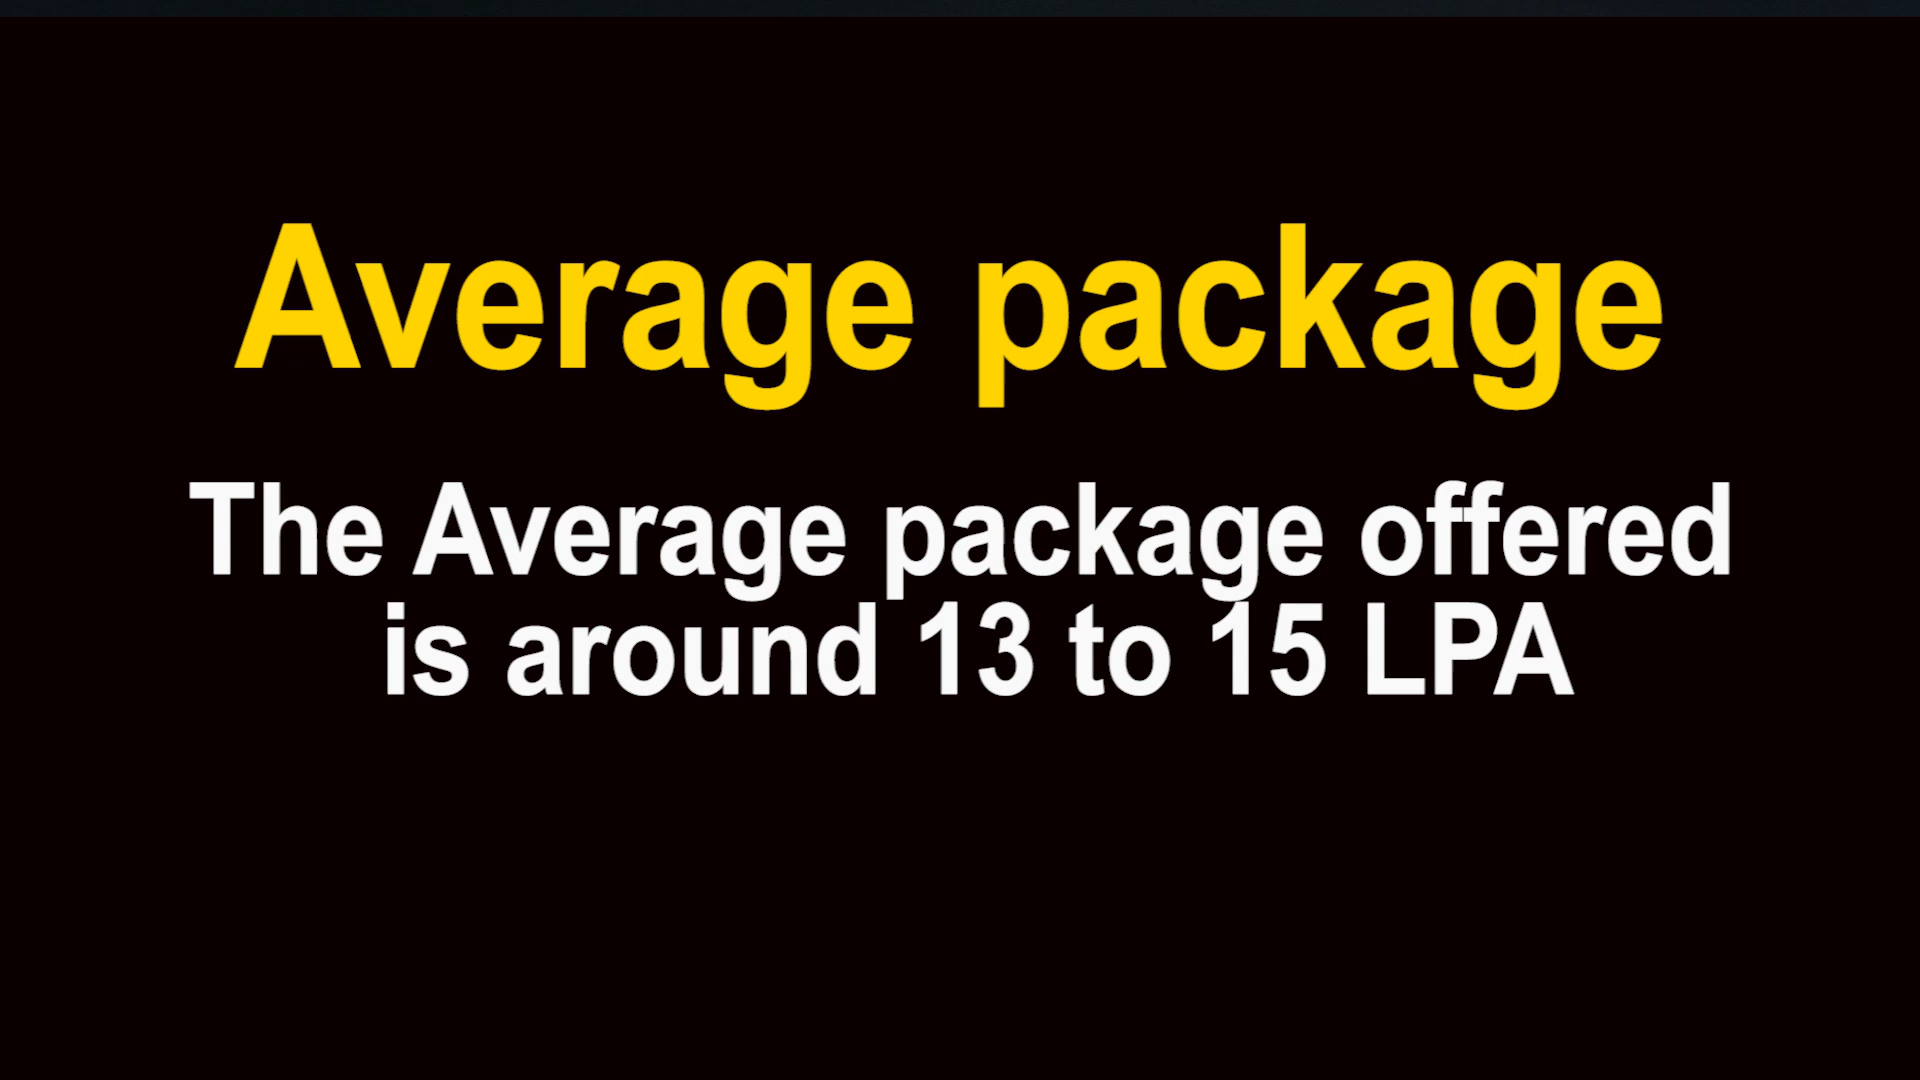 Average package
The Average package offered
is around 13 to 15 LPA